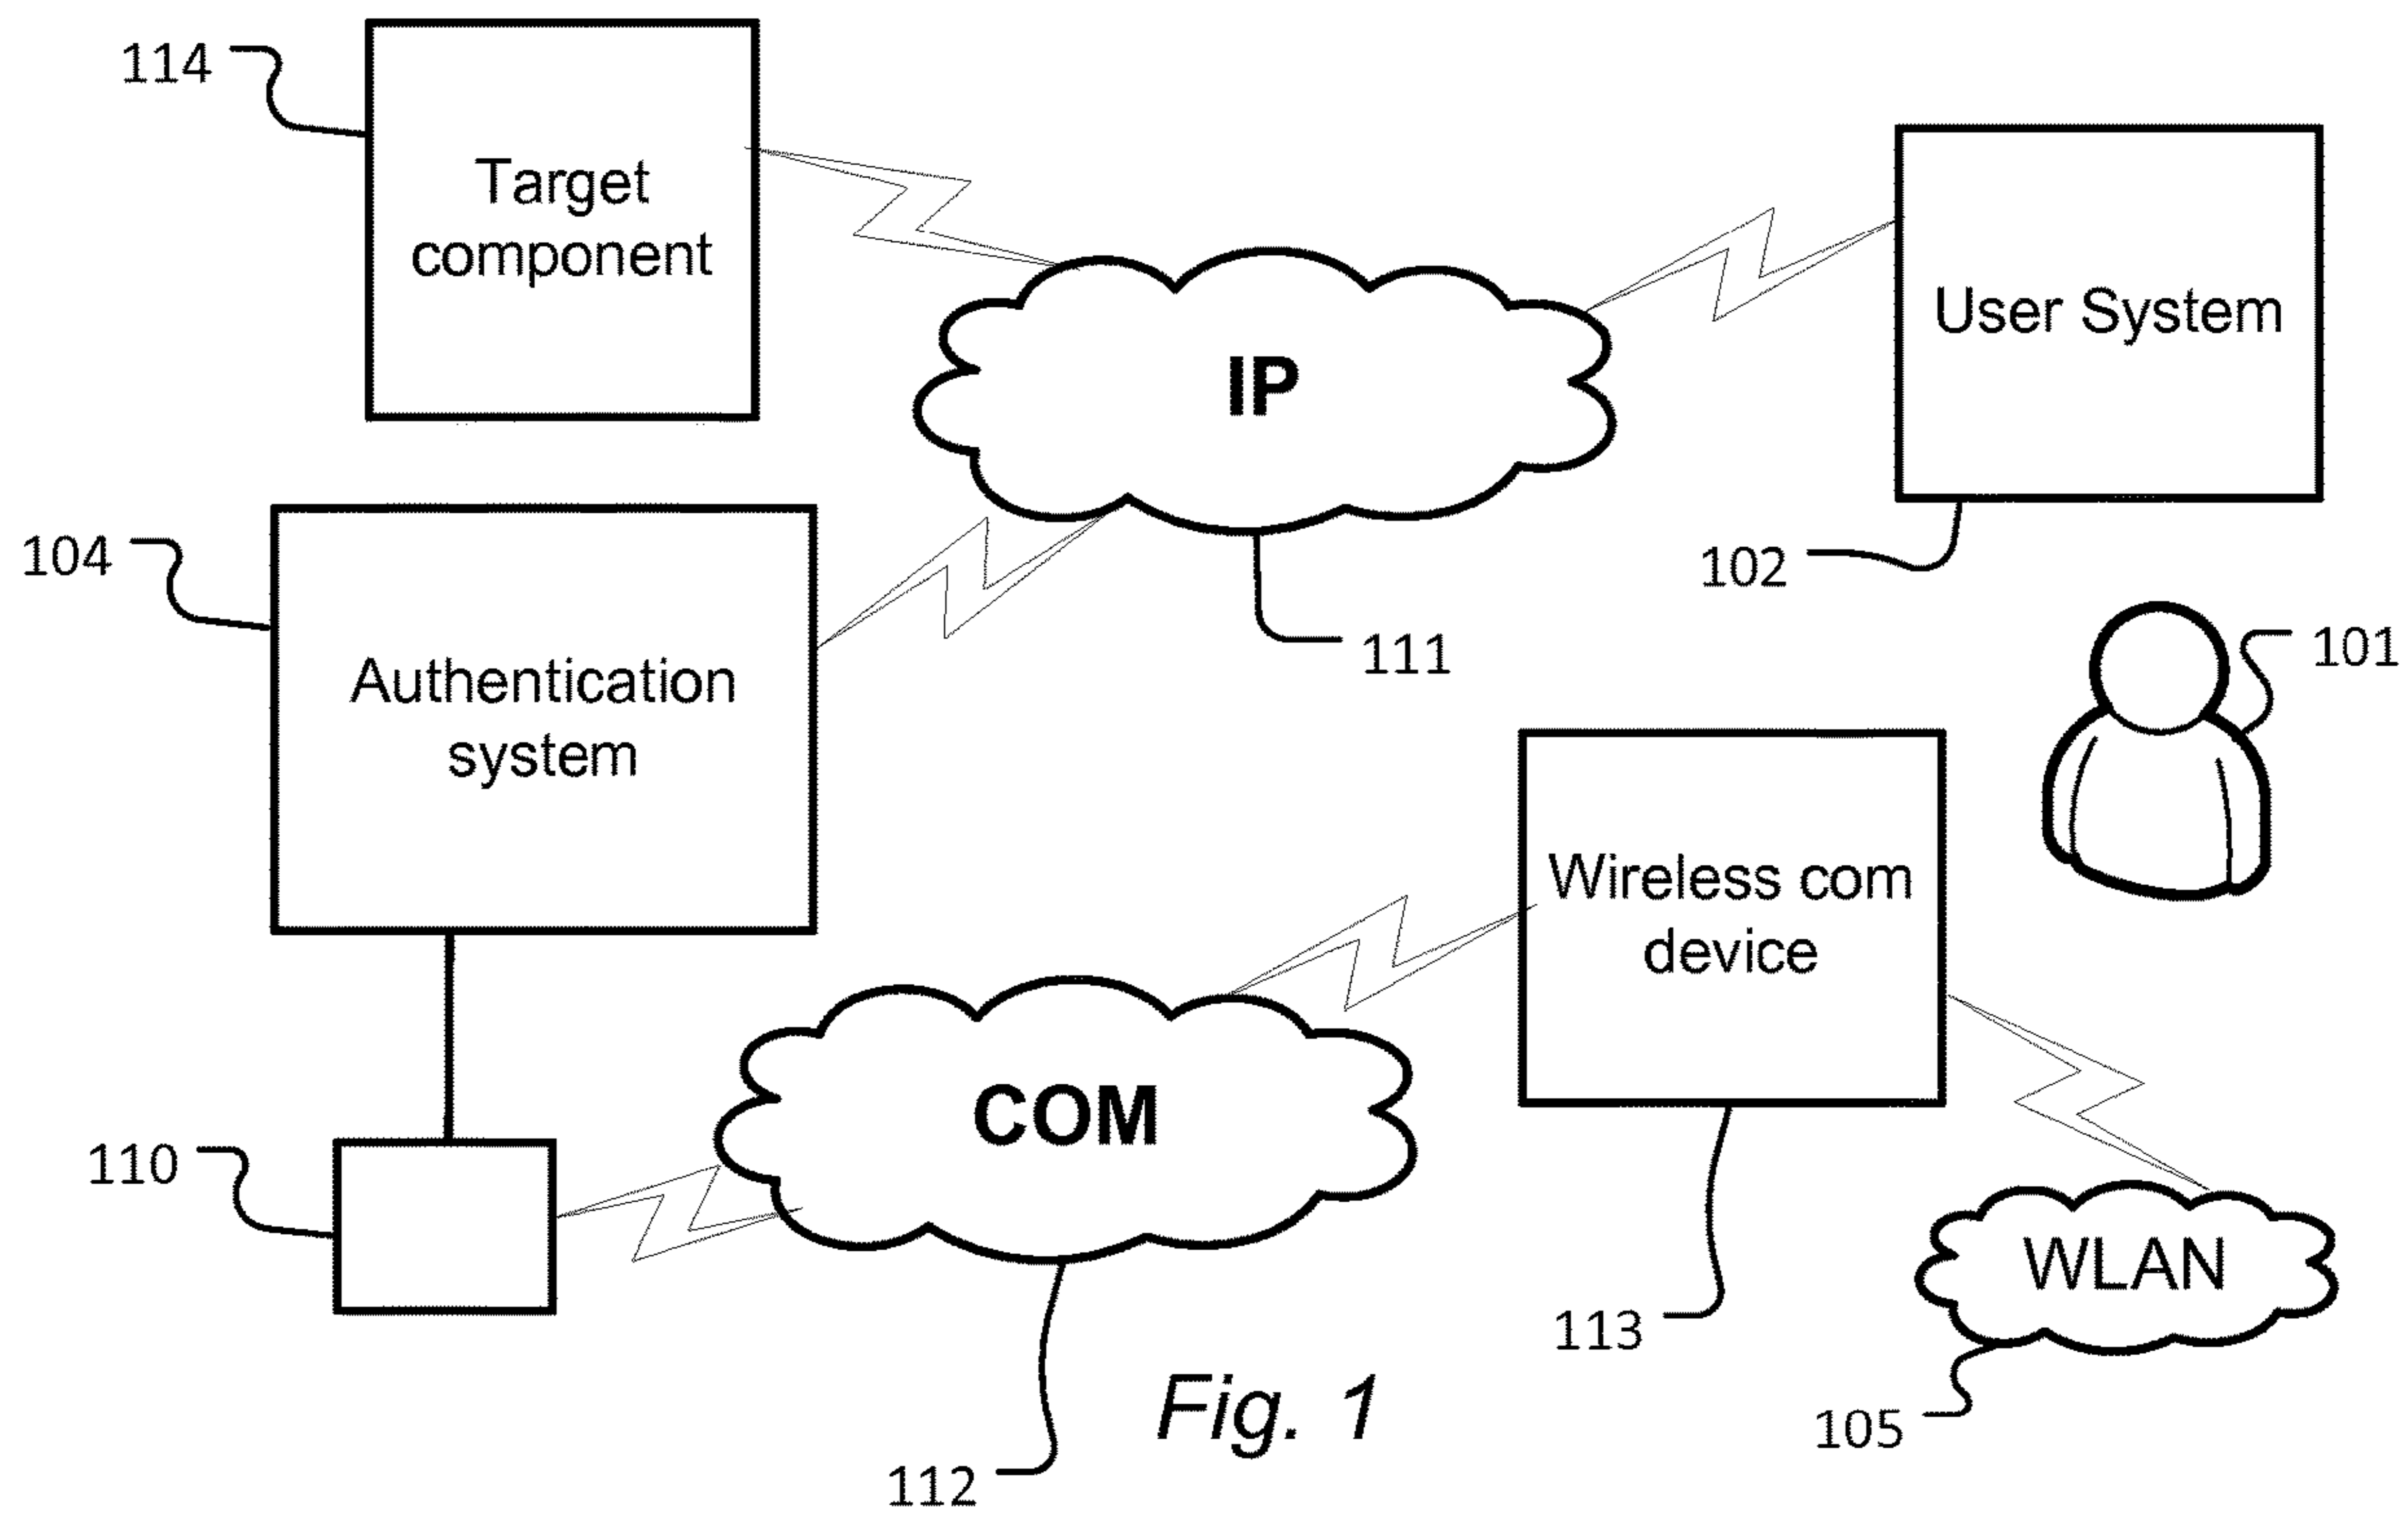 114
Target
component
User System
IP
104
102
111
101
Authentication
system
Wireless com
device
COM
110
WLAN
113
105
Fig. 1
112